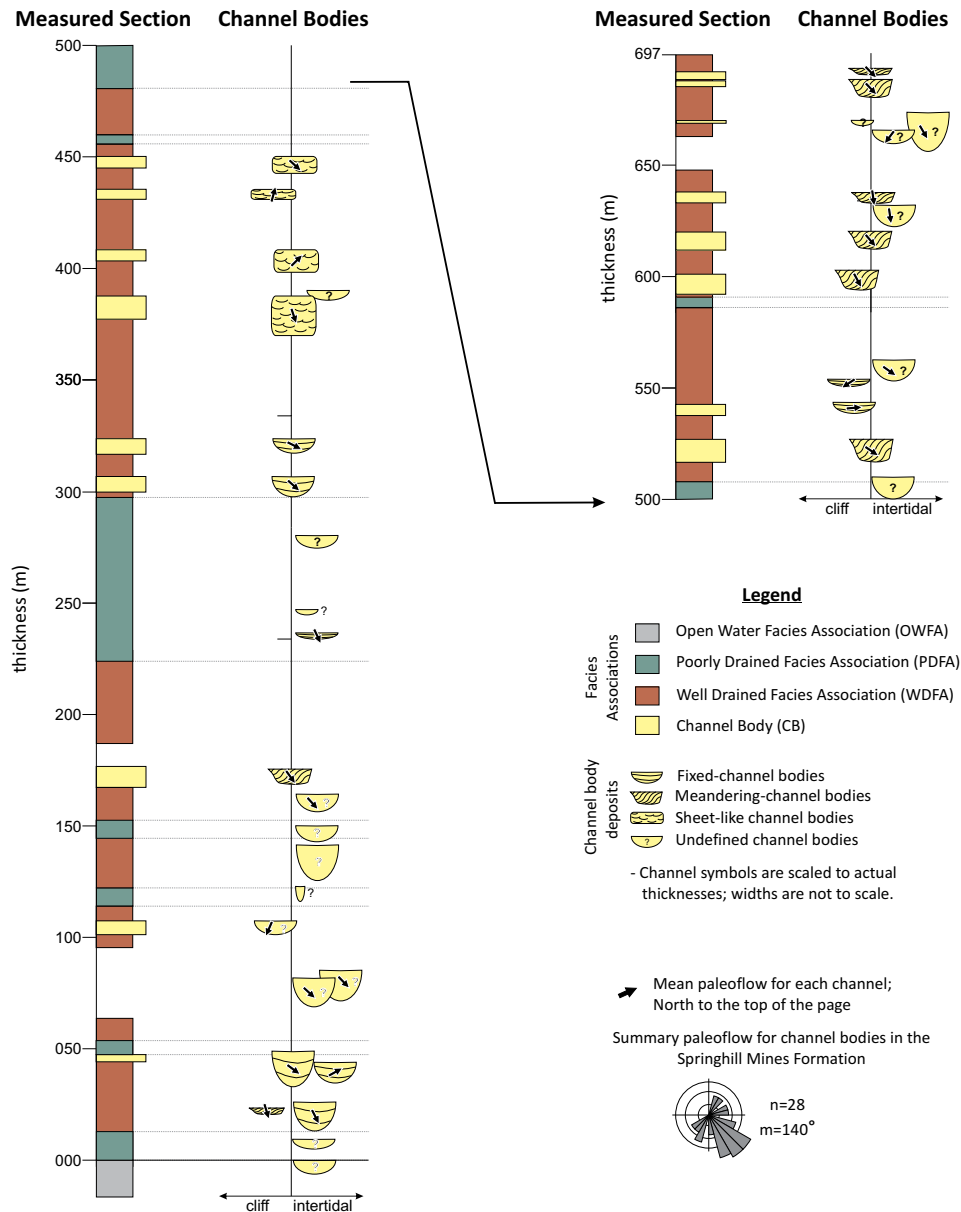 Measured Section Channel Bodies
500
450
400
350
300
250
200
150
100
050
000
thickness (m)
?
?
?
?
?
?
?
?
?
?
?
?
cliff intertidal
Measured Section Channel Bodies
697
650
600
550
500
thickness (m)
?
?
?
?
?
?
cliff intertidal
Legend
Facies
Associations
Open Water Facies Association (OWFA)
Poorly Drained Facies Association (PDFA)
Well Drained Facies Association (WDFA)
Channel Body (CB)
Channel body
deposits
Fixed-channel bodies
Meandering-channel bodies
Sheet-like channel bodies
? Undefined channel bodies
- Channel symbols are scaled to actual
thicknesses; widths are not to scale.
Mean paleoflow for each channel;
North to the top of the page
Summary paleoflow for channel bodies in the
Springhill Mines Formation
n=28
m=140°